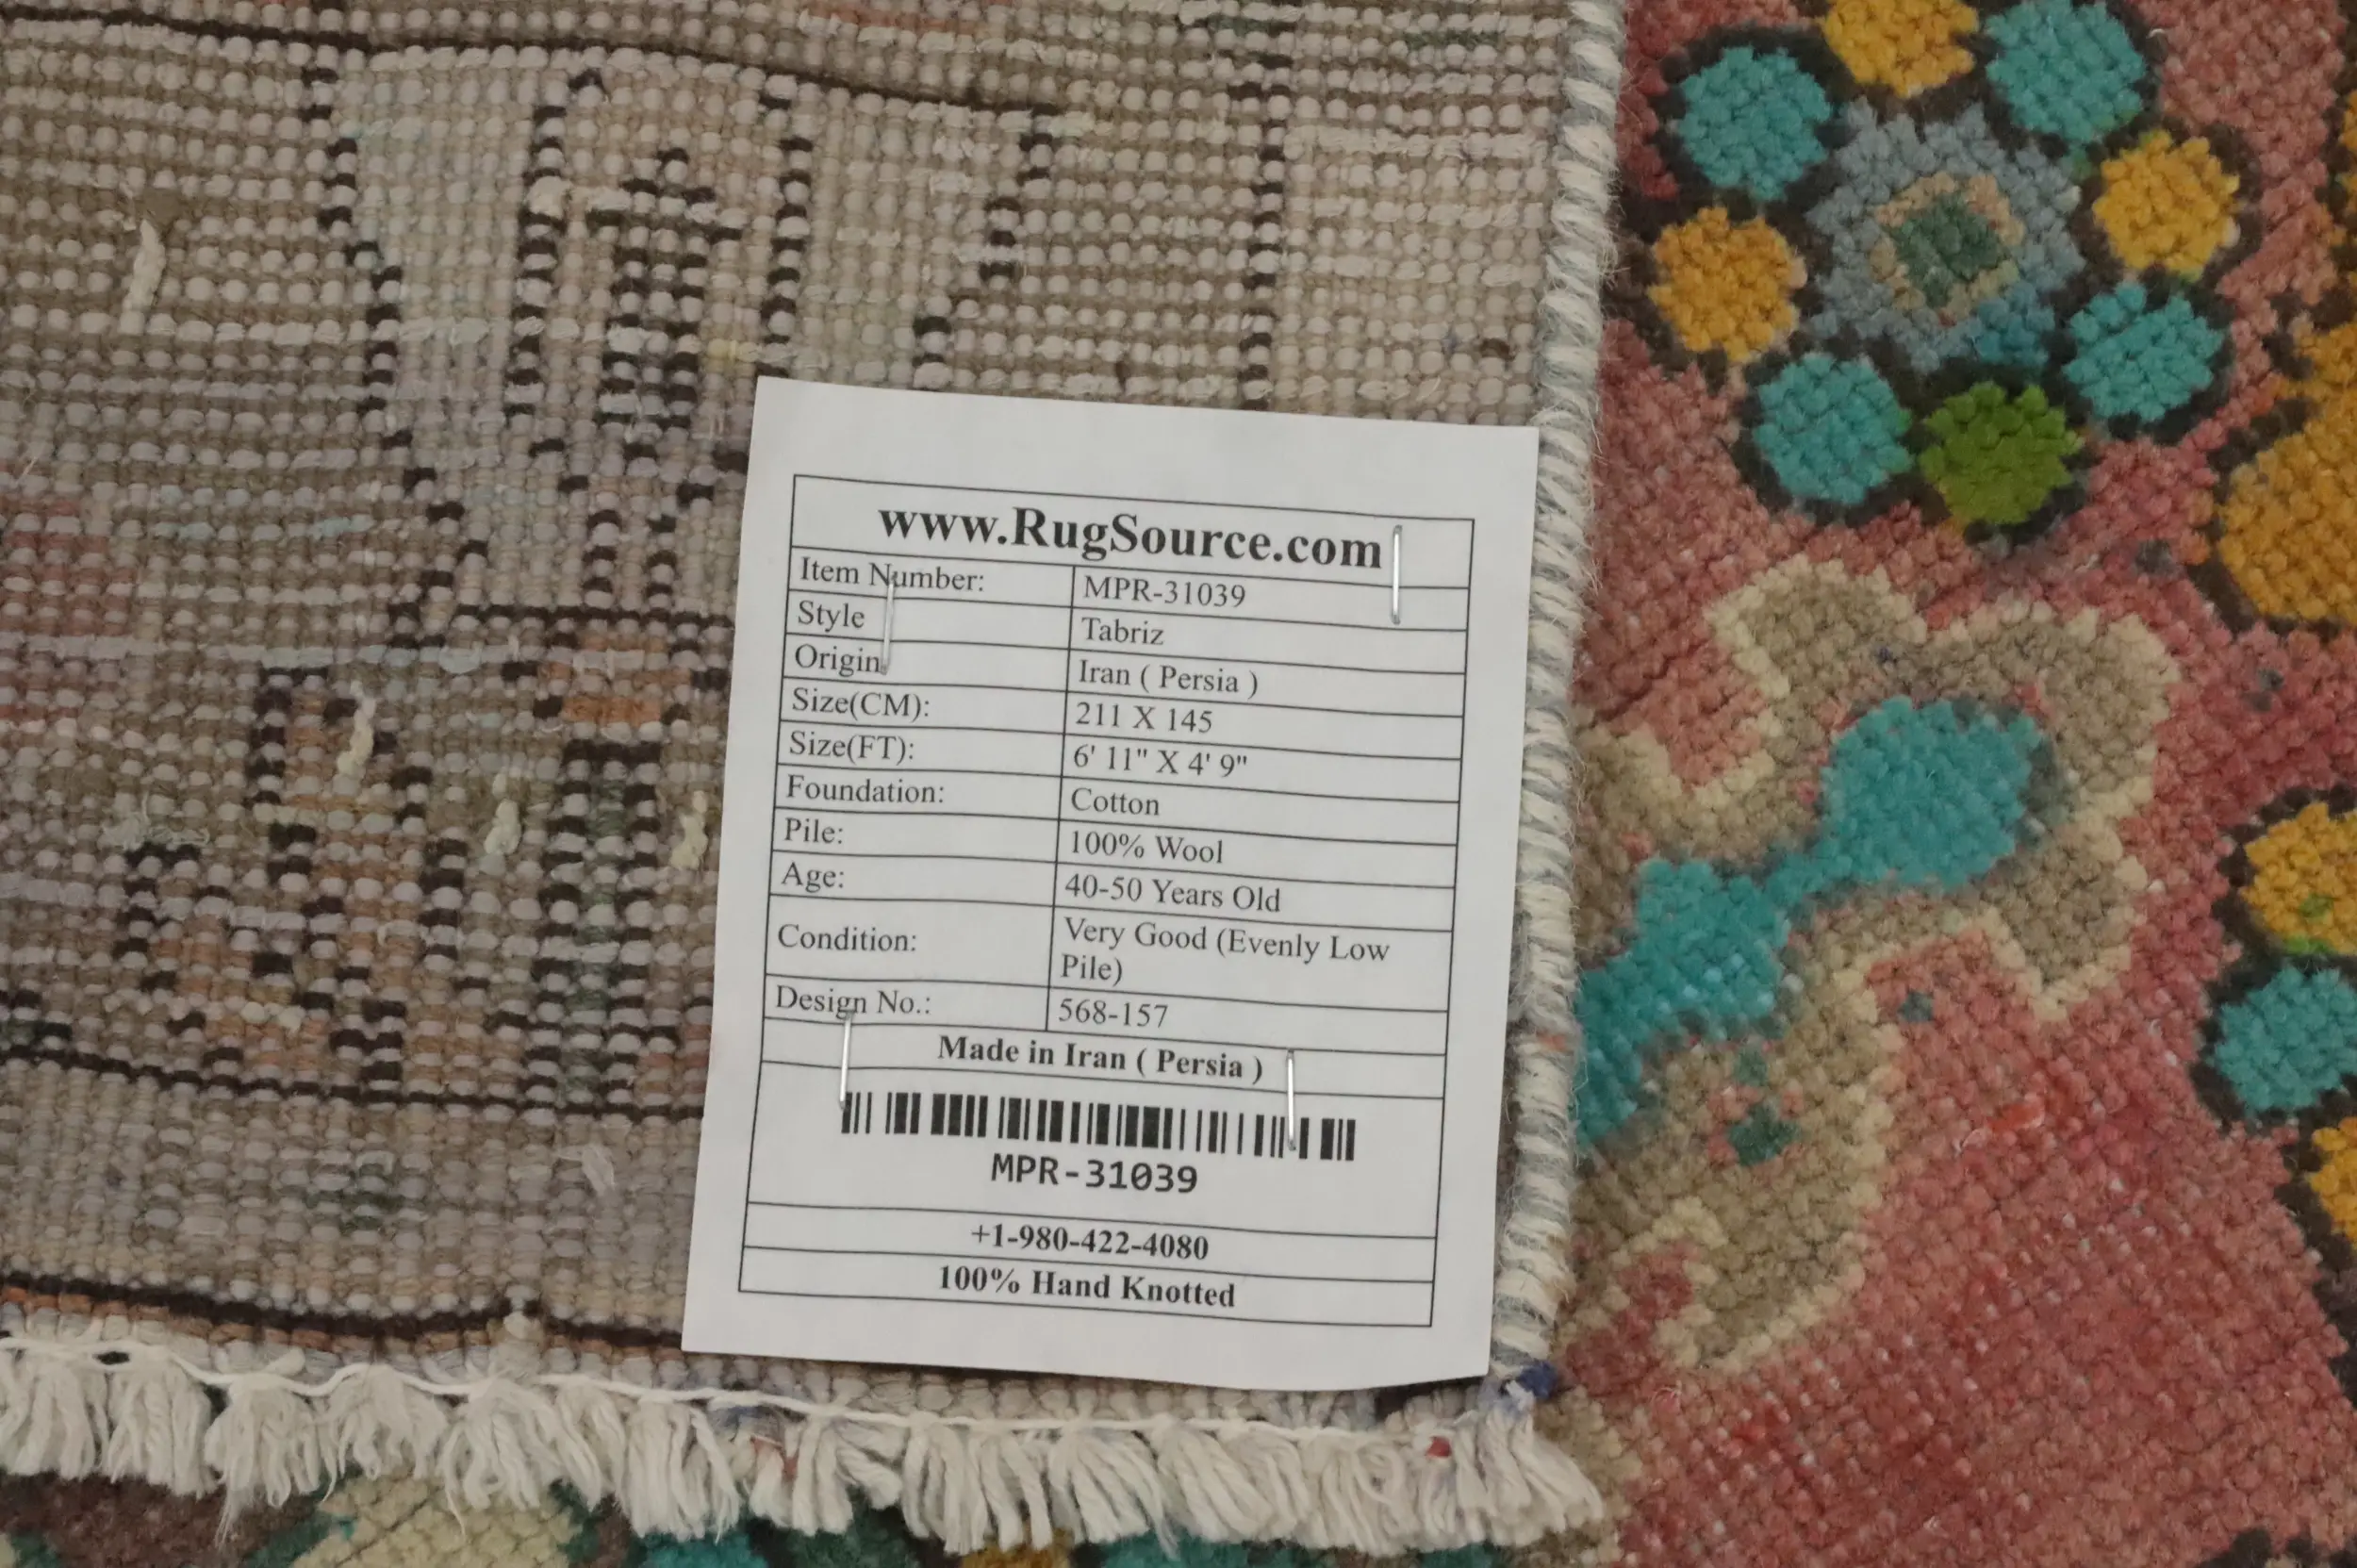 www.RugSource.com
Item Number: MPR-31039
Style Tabriz
Origin Iran ( Persia )
Size(CM): 211 X 145
Size(FT): 6' 11" X 4' 9"
Foundation: Cotton
Pile: 100% Wool
Age: 40-50 Years Old
Condition: Very Good (Evenly Low
Pile)
Design No.: 568-157
Made in Iran ( Persia )
MPR-31039
+1-980-422-4080
100% Hand Knotted